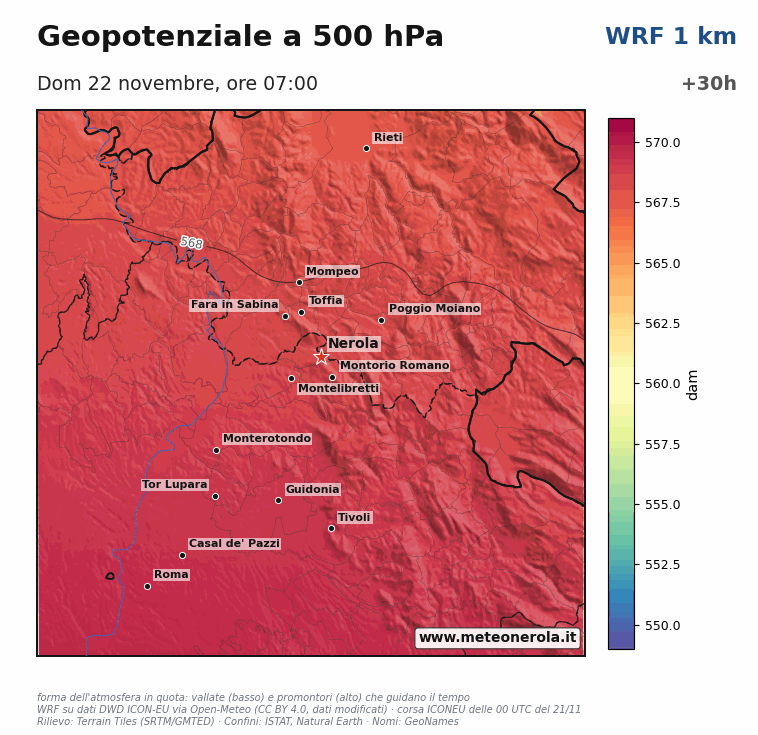 Geopotenziale a 500 hPa
WRF 1 km
Dom 22 novembre, ore 07:00
+30h
Rieti
568
Mompeo
Toffia
Fara in Sabina
Poggio Moiano
Nerola
Montorio Romano
Montelibretti
Monterotondo
Tor Lupara
Guidonia
Tivoli
Casal de' Pazzi
Roma
www.meteonerola.it
570.0
567.5
565.0
562.5
560.0
557.5
555.0
552.5
550.0
dam
forma dell'atmosfera in quota: vallate (basso) e promontori (alto) che guidano il tempo
WRF su dati DWD ICON-EU via Open-Meteo (CC BY 4.0, dati modificati) · corsa ICONEU delle 00 UTC del 21/11
Rilievo: Terrain Tiles (SRTM/GMTED) · Confini: ISTAT, Natural Earth · Nomi: GeoNames